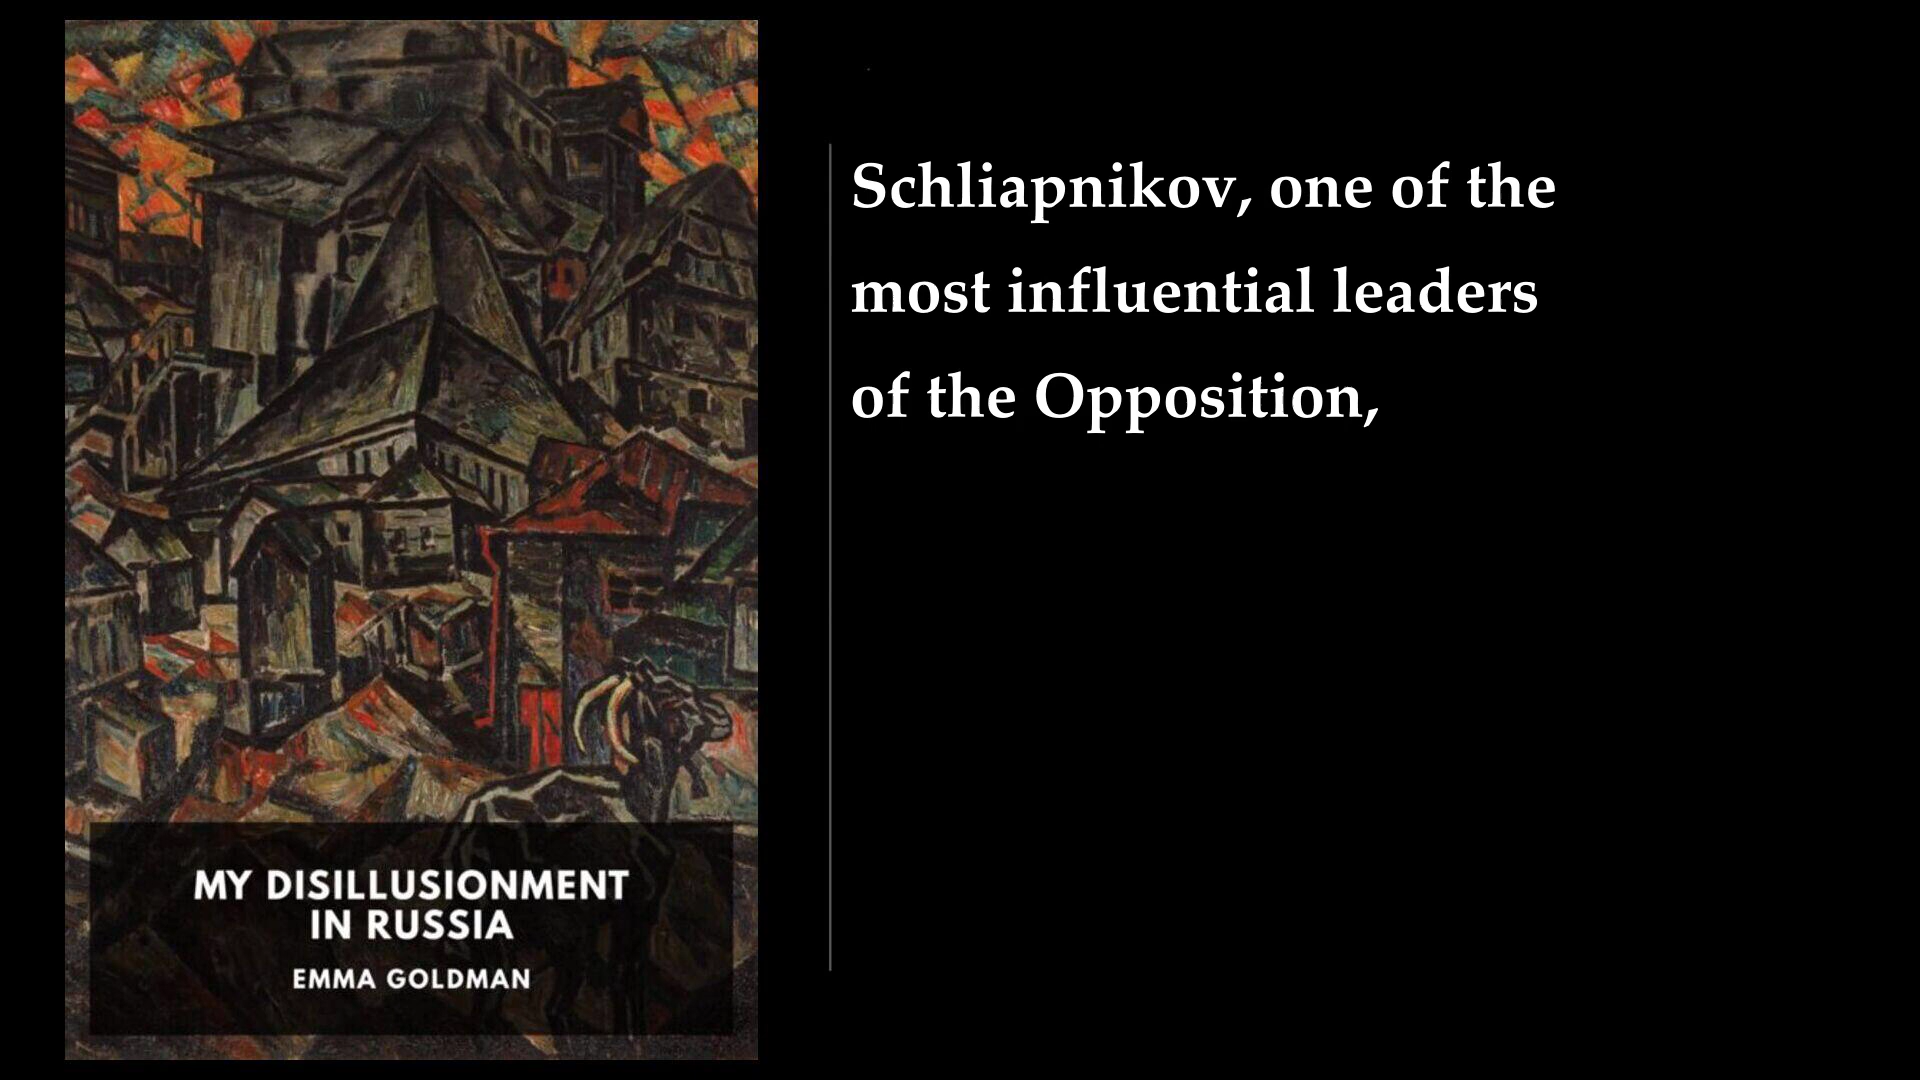 Schliapnikov, one of the
most influential leaders
of the Opposition,
MY DISILLUSIONMENT
IN RUSSIA
EMMA GOLDMAN